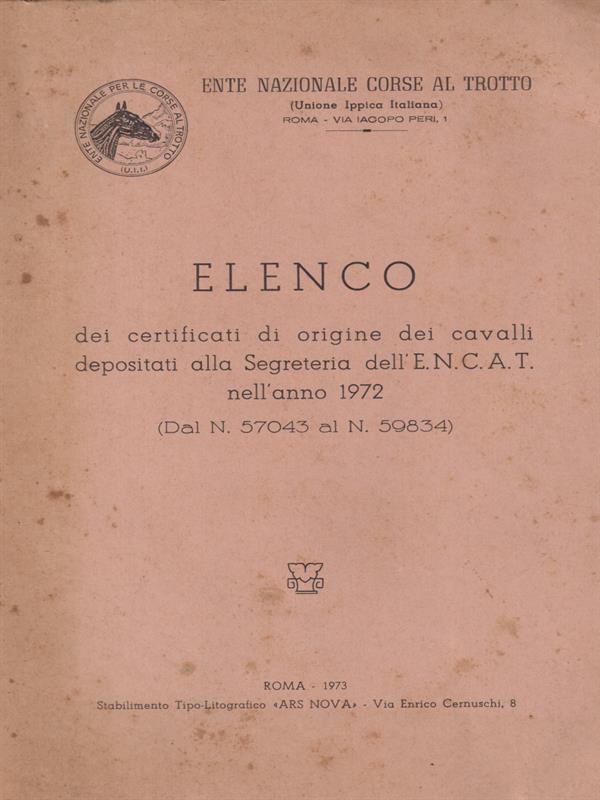 ENTE NAZIONALE PER LE CORSE AL TROTTO
(U.I.I.)
ENTE NAZIONALE CORSE AL TROTTO
(Unione Ippica Italiana)
ROMA - VIA IACOPO PERI, 1
ELENCO
dei certificati di origine dei cavalli
depositati alla Segreteria dell'E.N.C.A.T.
nell'anno 1972
(Dal N. 57043 al N. 59834)
ROMA - 1973
Stabilimento Tipo-Litografico «ARS NOVA» - Via Enrico Cernuschi, 8